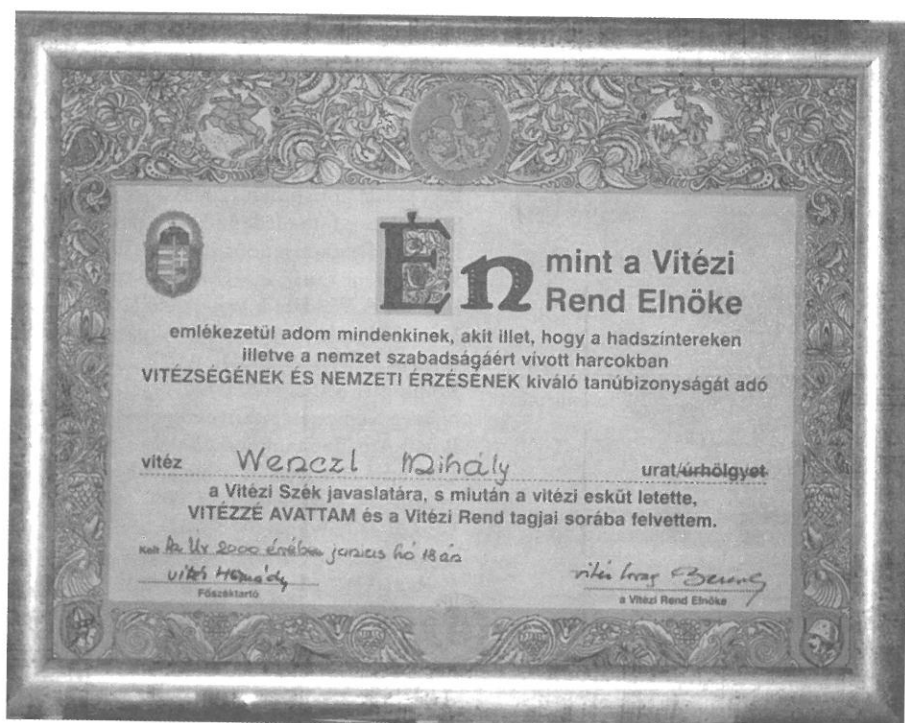 Én mint a Vitézi
Rend Elnöke
emlékezetül adom mindenkinek, akit illet, hogy a hadszíntereken
illetve a nemzet szabadságáért vívott harcokban
VITÉZSÉGÉNEK ÉS NEMZETI ÉRZÉSÉNEK kiváló tanúbizonyságát adó
vitéz Wenczl Mihály urat/úrhölgyet
a Vitézi Szék javaslatára, s miután a vitézi esküt letette,
VITÉZZÉ AVATTAM és a Vitézi Rend tagjai sorába felvettem.
Kelt Az Úr 2000 évében június hó 18 án
vitéz
Főszéktartó
vitéz
a Vitézi Rend Elnöke